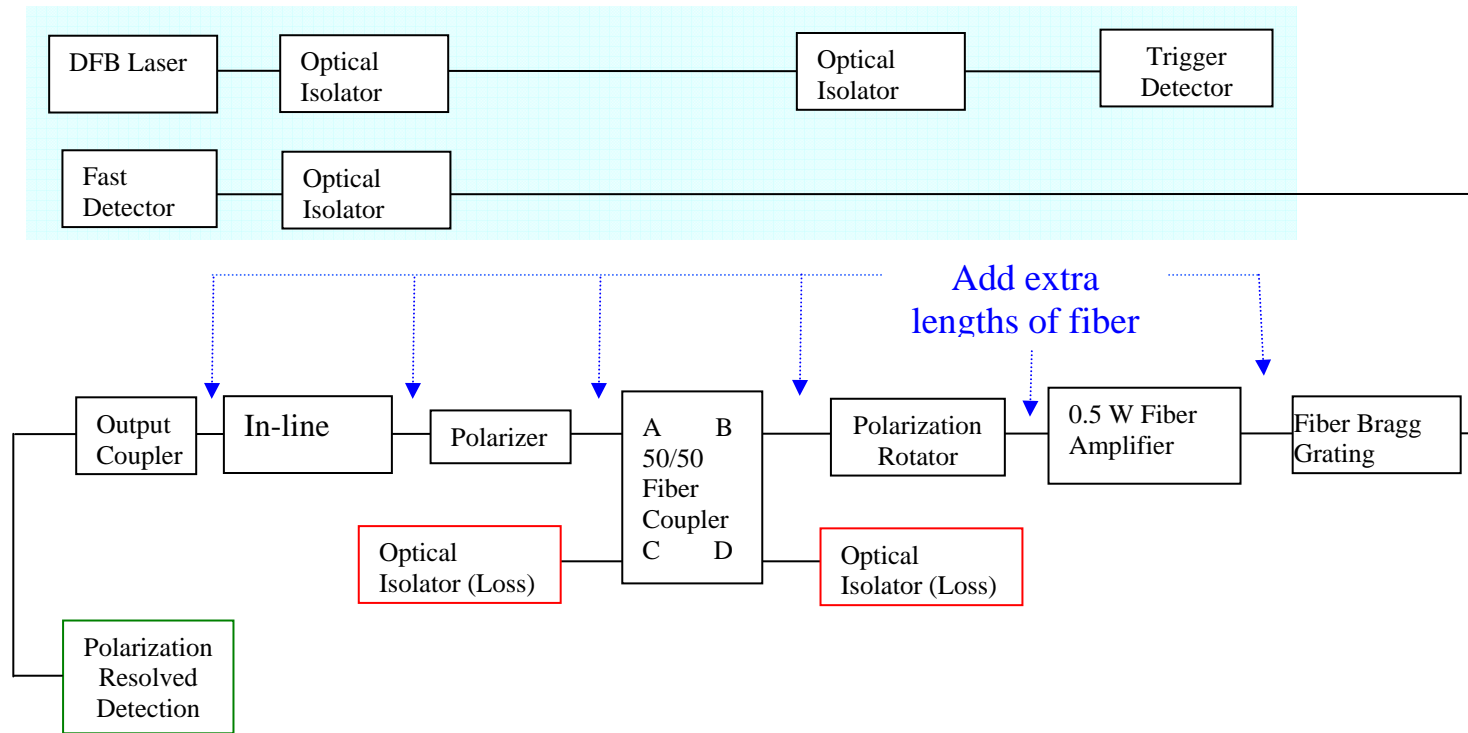 DFB Laser
Optical
Isolator
Optical
Isolator
Trigger
Detector
Fast
Detector
Optical
Isolator
Add extra
lengths of fiber
Output
Coupler
In-line
Polarizer
A B
50/50
Fiber
Coupler
C D
Polarization
Rotator
0.5 W Fiber
Amplifier
Fiber Bragg
Grating
Optical
Isolator (Loss)
Optical
Isolator (Loss)
Polarization
Resolved
Detection